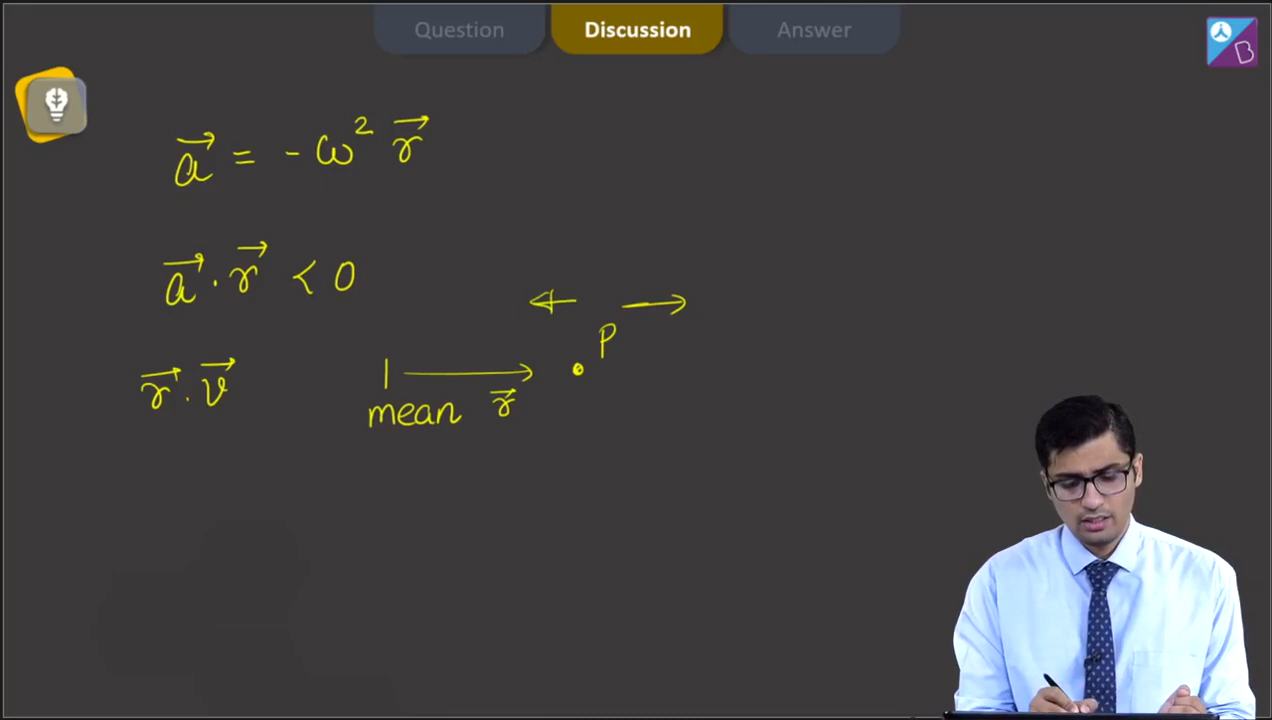 Question Discussion Answer
B
a⃗ = - ω² r⃗
a⃗ · r⃗ < 0
P
r⃗ · v⃗
mean r⃗